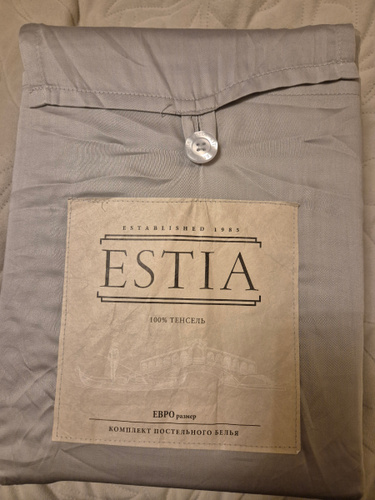 ESTABLISHED 1985
ESTIA
100% ТЕНСЕЛЬ
ЕВРО размер
КОМПЛЕКТ ПОСТЕЛЬНОГО БЕЛЬЯ